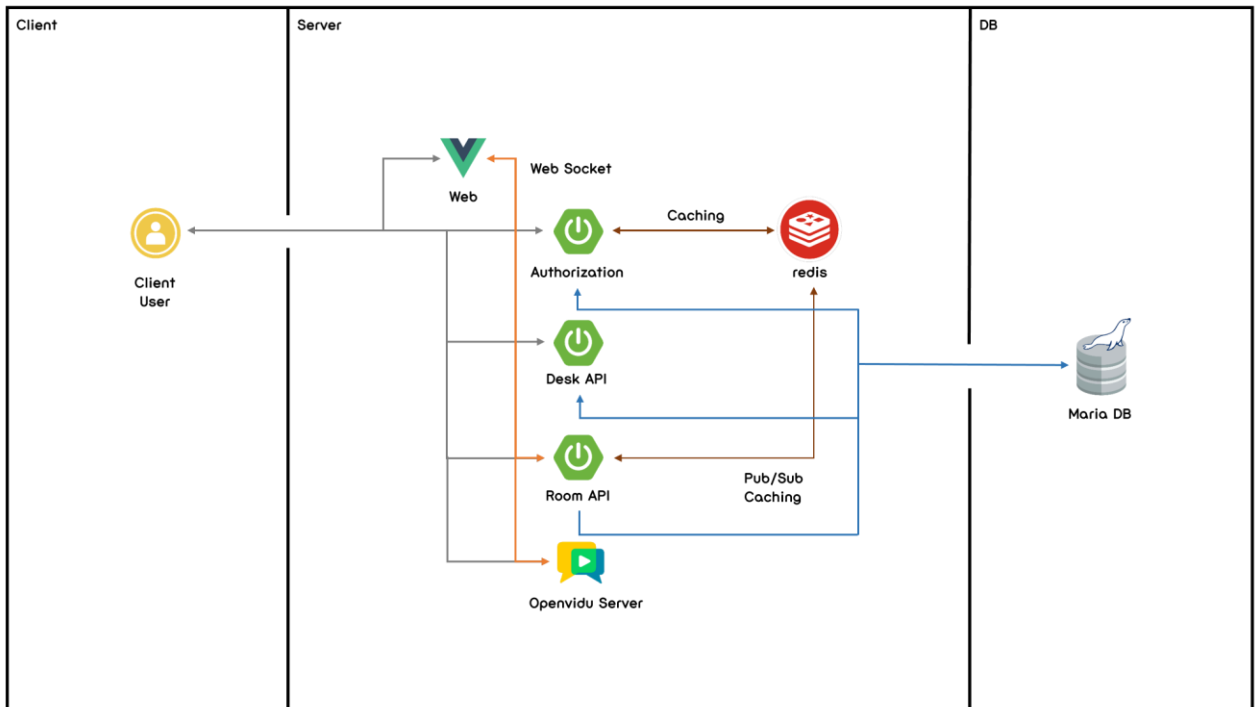 Client
Server
DB
Web Socket
Web
Caching
Client
User
Authorization
redis
Desk API
Maria DB
Pub/Sub
Caching
Room API
Openvidu Server